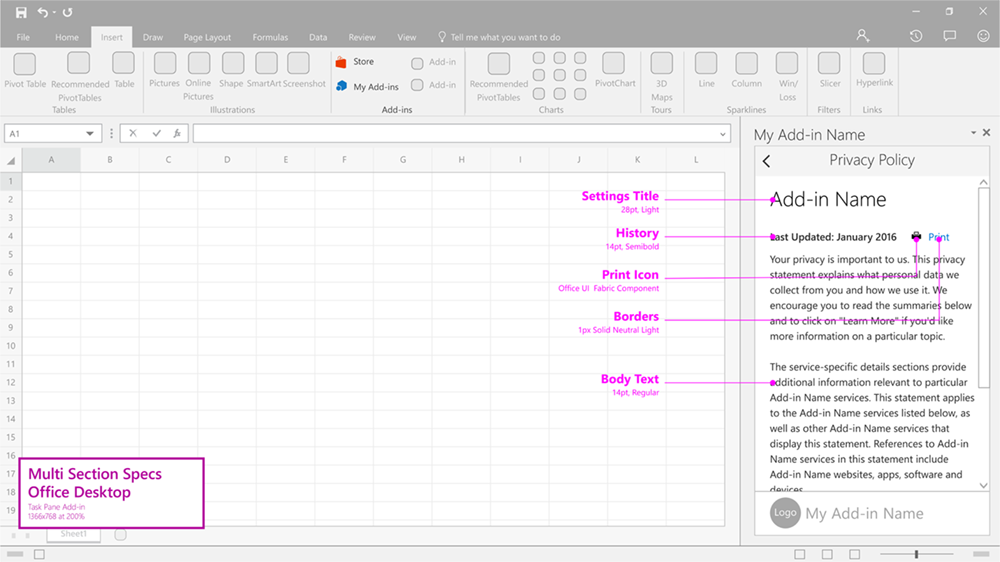 File Home Insert Draw Page Layout Formulas Data Review View Tell me what you want to do
Pivot Table
Recommended
PivotTables
Table
Tables
Pictures
Online
Pictures
Shape
SmartArt
Screenshot
Illustrations
Store
My Add-ins
Add-in
Add-in
Add-ins
Recommended
PivotTables
PivotChart
Charts
3D
Maps
Tours
Line
Column
Win/
Loss
Sparklines
Slicer
Filters
Hyperlink
Links
A1
fx
A B C D E F G H I J K L
1
2
3
4
5
6
7
8
9
10
11
12
13
14
15
16
17
18
19
Settings Title
28pt, Light
History
14pt, Semibold
Print Icon
Office UI Fabric Component
Borders
1px Solid Neutral Light
Body Text
14pt, Regular
Multi Section Specs
Office Desktop
Task Pane Add-in
1366x768 at 200%
Sheet1
My Add-in Name
Privacy Policy
Add-in Name
Last Updated: January 2016
Print
Your privacy is important to us. This privacy
statement explains what personal data we
collect from you and how we use it. We
encourage you to read the summaries below
and to click on "Learn More" if you'd like
more information on a particular topic.
The service-specific details sections provide
additional information relevant to particular
Add-in Name services. This statement applies
to the Add-in Name services listed below, as
well as other Add-in Name services that
display this statement. References to Add-in
Name services in this statement include
Add-in Name websites, apps, software and
devices.
Logo
My Add-in Name